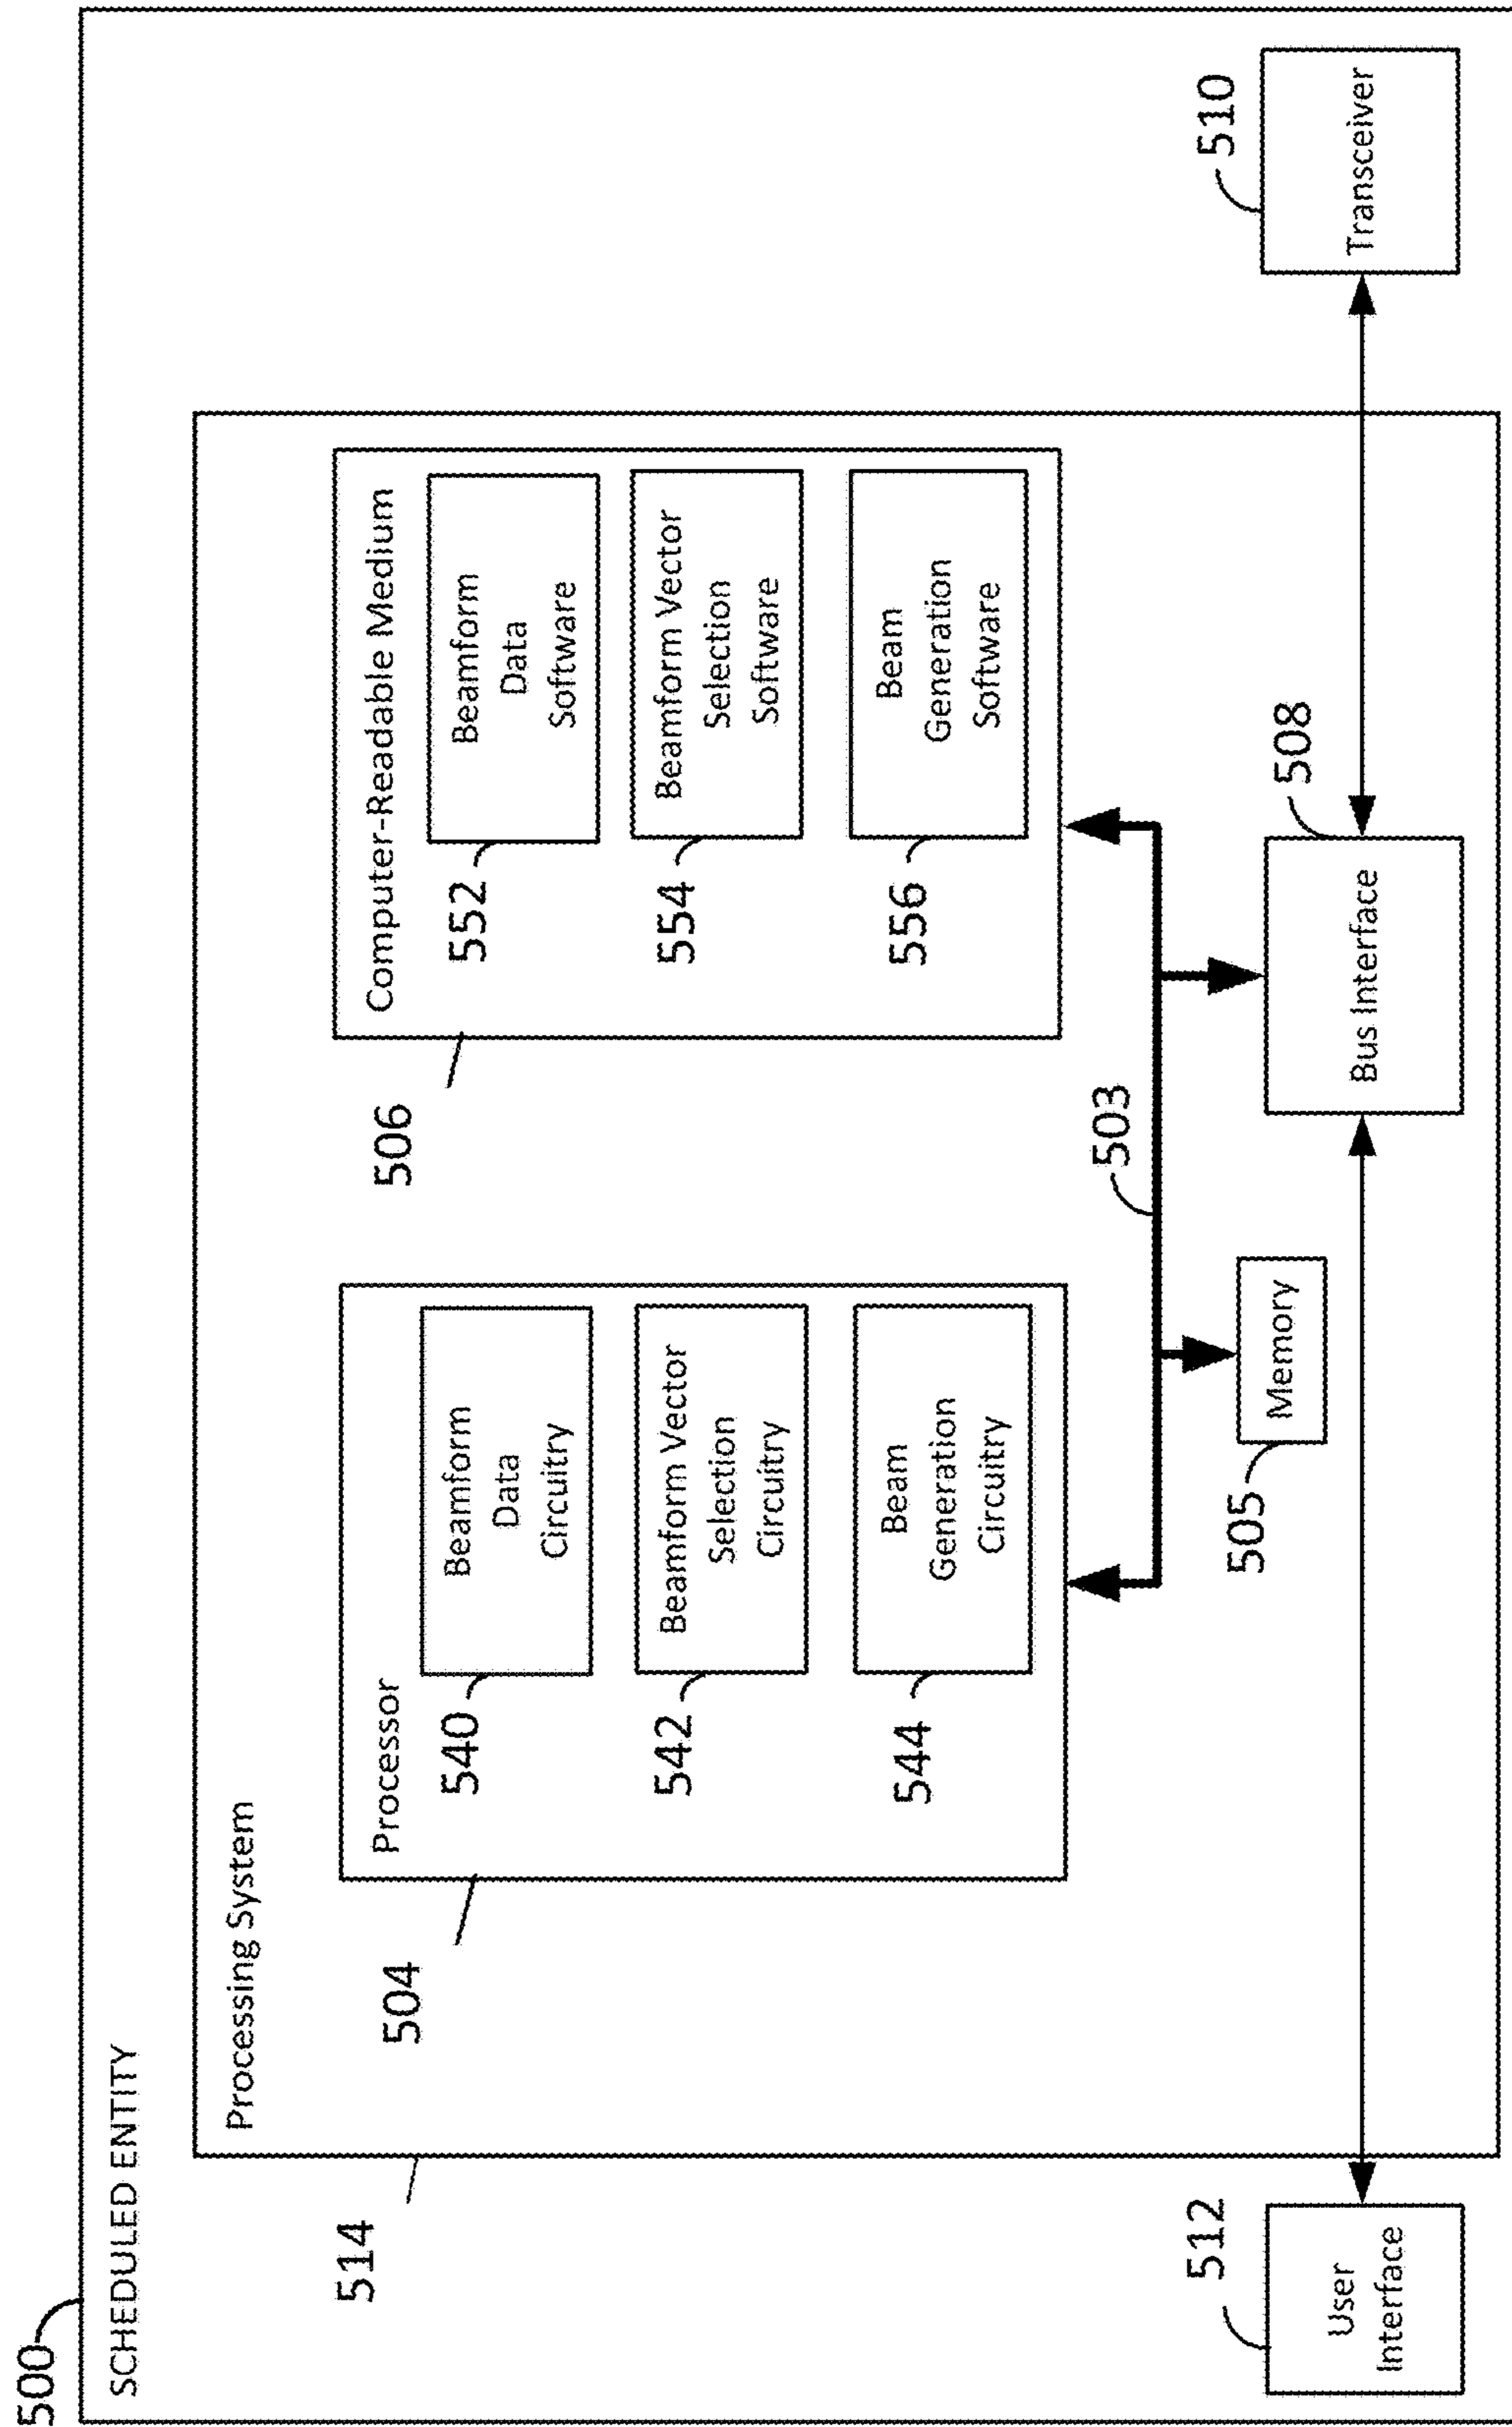 500
SCHEDULED ENTITY
514
Processing System
504
Processor
540
Beamform
Data
Circuitry
542
Beamform Vector
Selection
Circuitry
544
Beam
Generation
Circuitry
506
Computer-Readable Medium
552
Beamform
Data
Software
554
Beamform Vector
Selection
Software
556
Beam
Generation
Software
503
505
Memory
508
Bus Interface
512
User
Interface
510
Transceiver